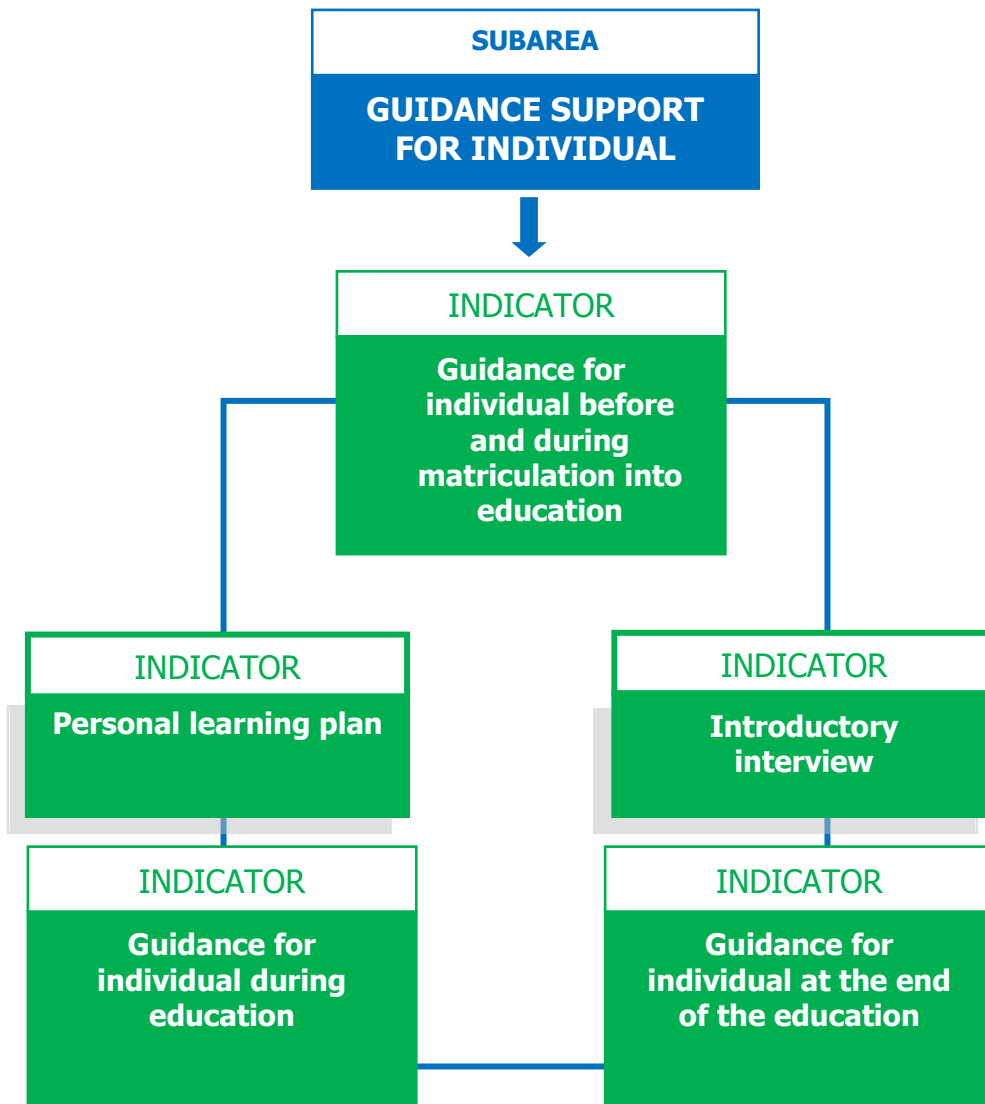 SUBAREA
GUIDANCE SUPPORT
FOR INDIVIDUAL
INDICATOR
Guidance for
individual before
and during
matriculation into
education
INDICATOR
Personal learning plan
INDICATOR
Introductory
interview
INDICATOR
Guidance for
individual during
education
INDICATOR
Guidance for
individual at the end
of the education